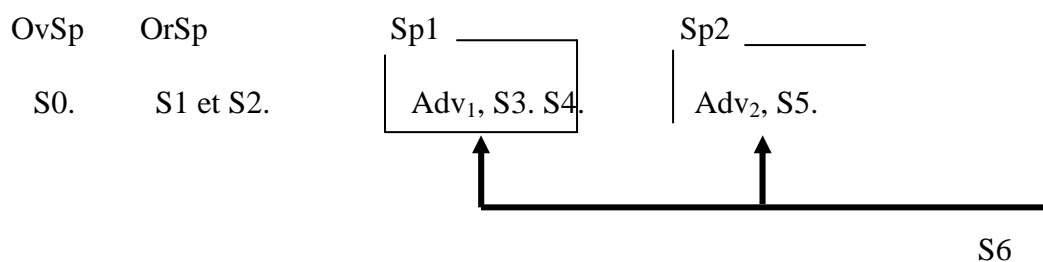 OvSp OrSp Sp1 Sp2
S0. S1 et S2. Adv₁, S3. S4. Adv₂, S5.
S6